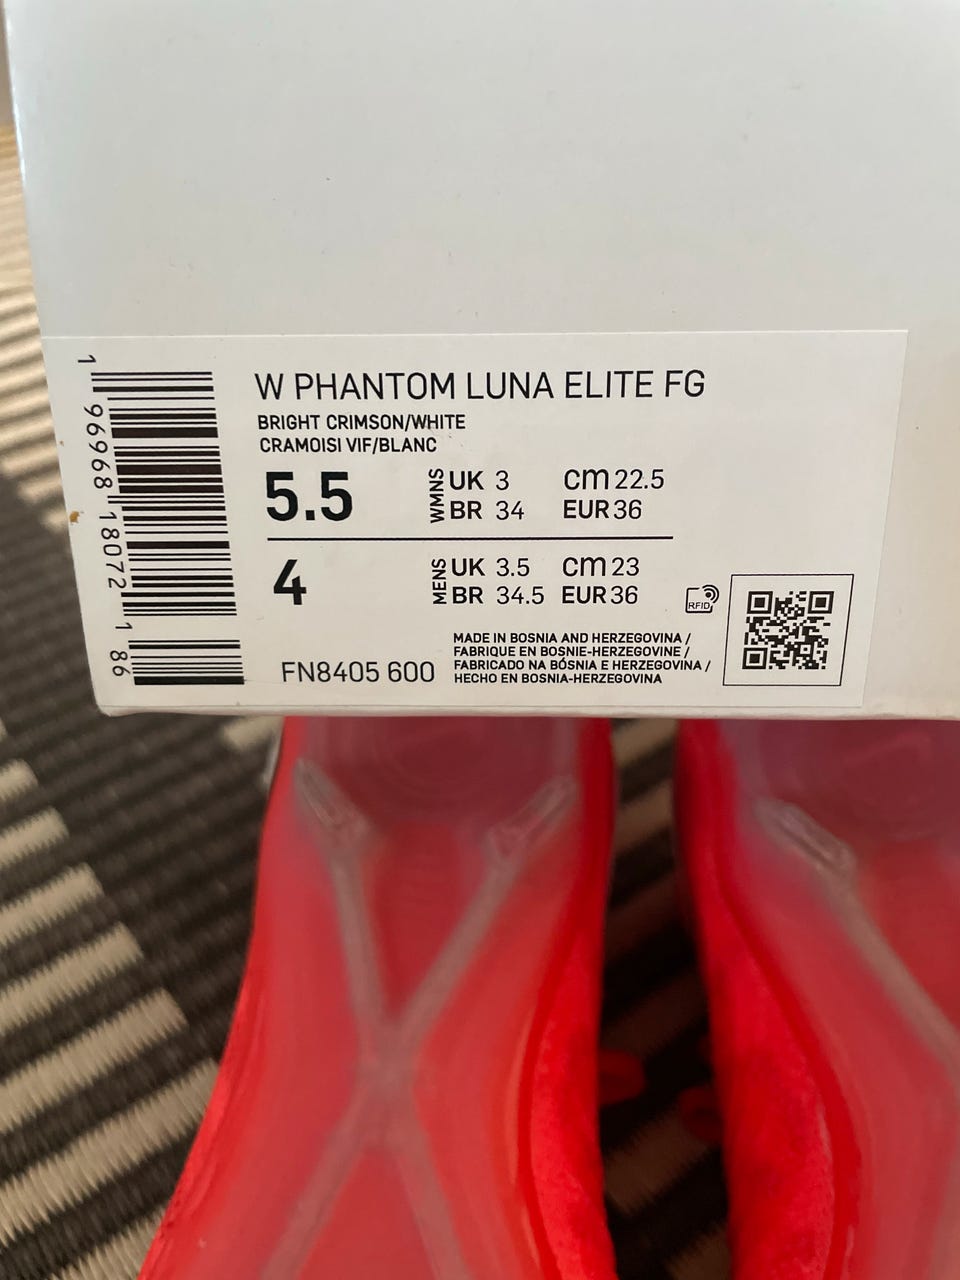 W PHANTOM LUNA ELITE FG
BRIGHT CRIMSON/WHITE
CRAMOISI VIF/BLANC
5.5 WMNS UK 3 cm 22.5
BR 34 EUR 36
4 MENS UK 3.5 cm 23
BR 34.5 EUR 36
RFID
MADE IN BOSNIA AND HERZEGOVINA /
FABRIQUE EN BOSNIE-HERZEGOVINE /
FABRICADO NA BÓSNIA E HERZEGOVINA /
HECHO EN BOSNIA-HERZEGOVINA
FN8405 600
1 96968 18072 1 86